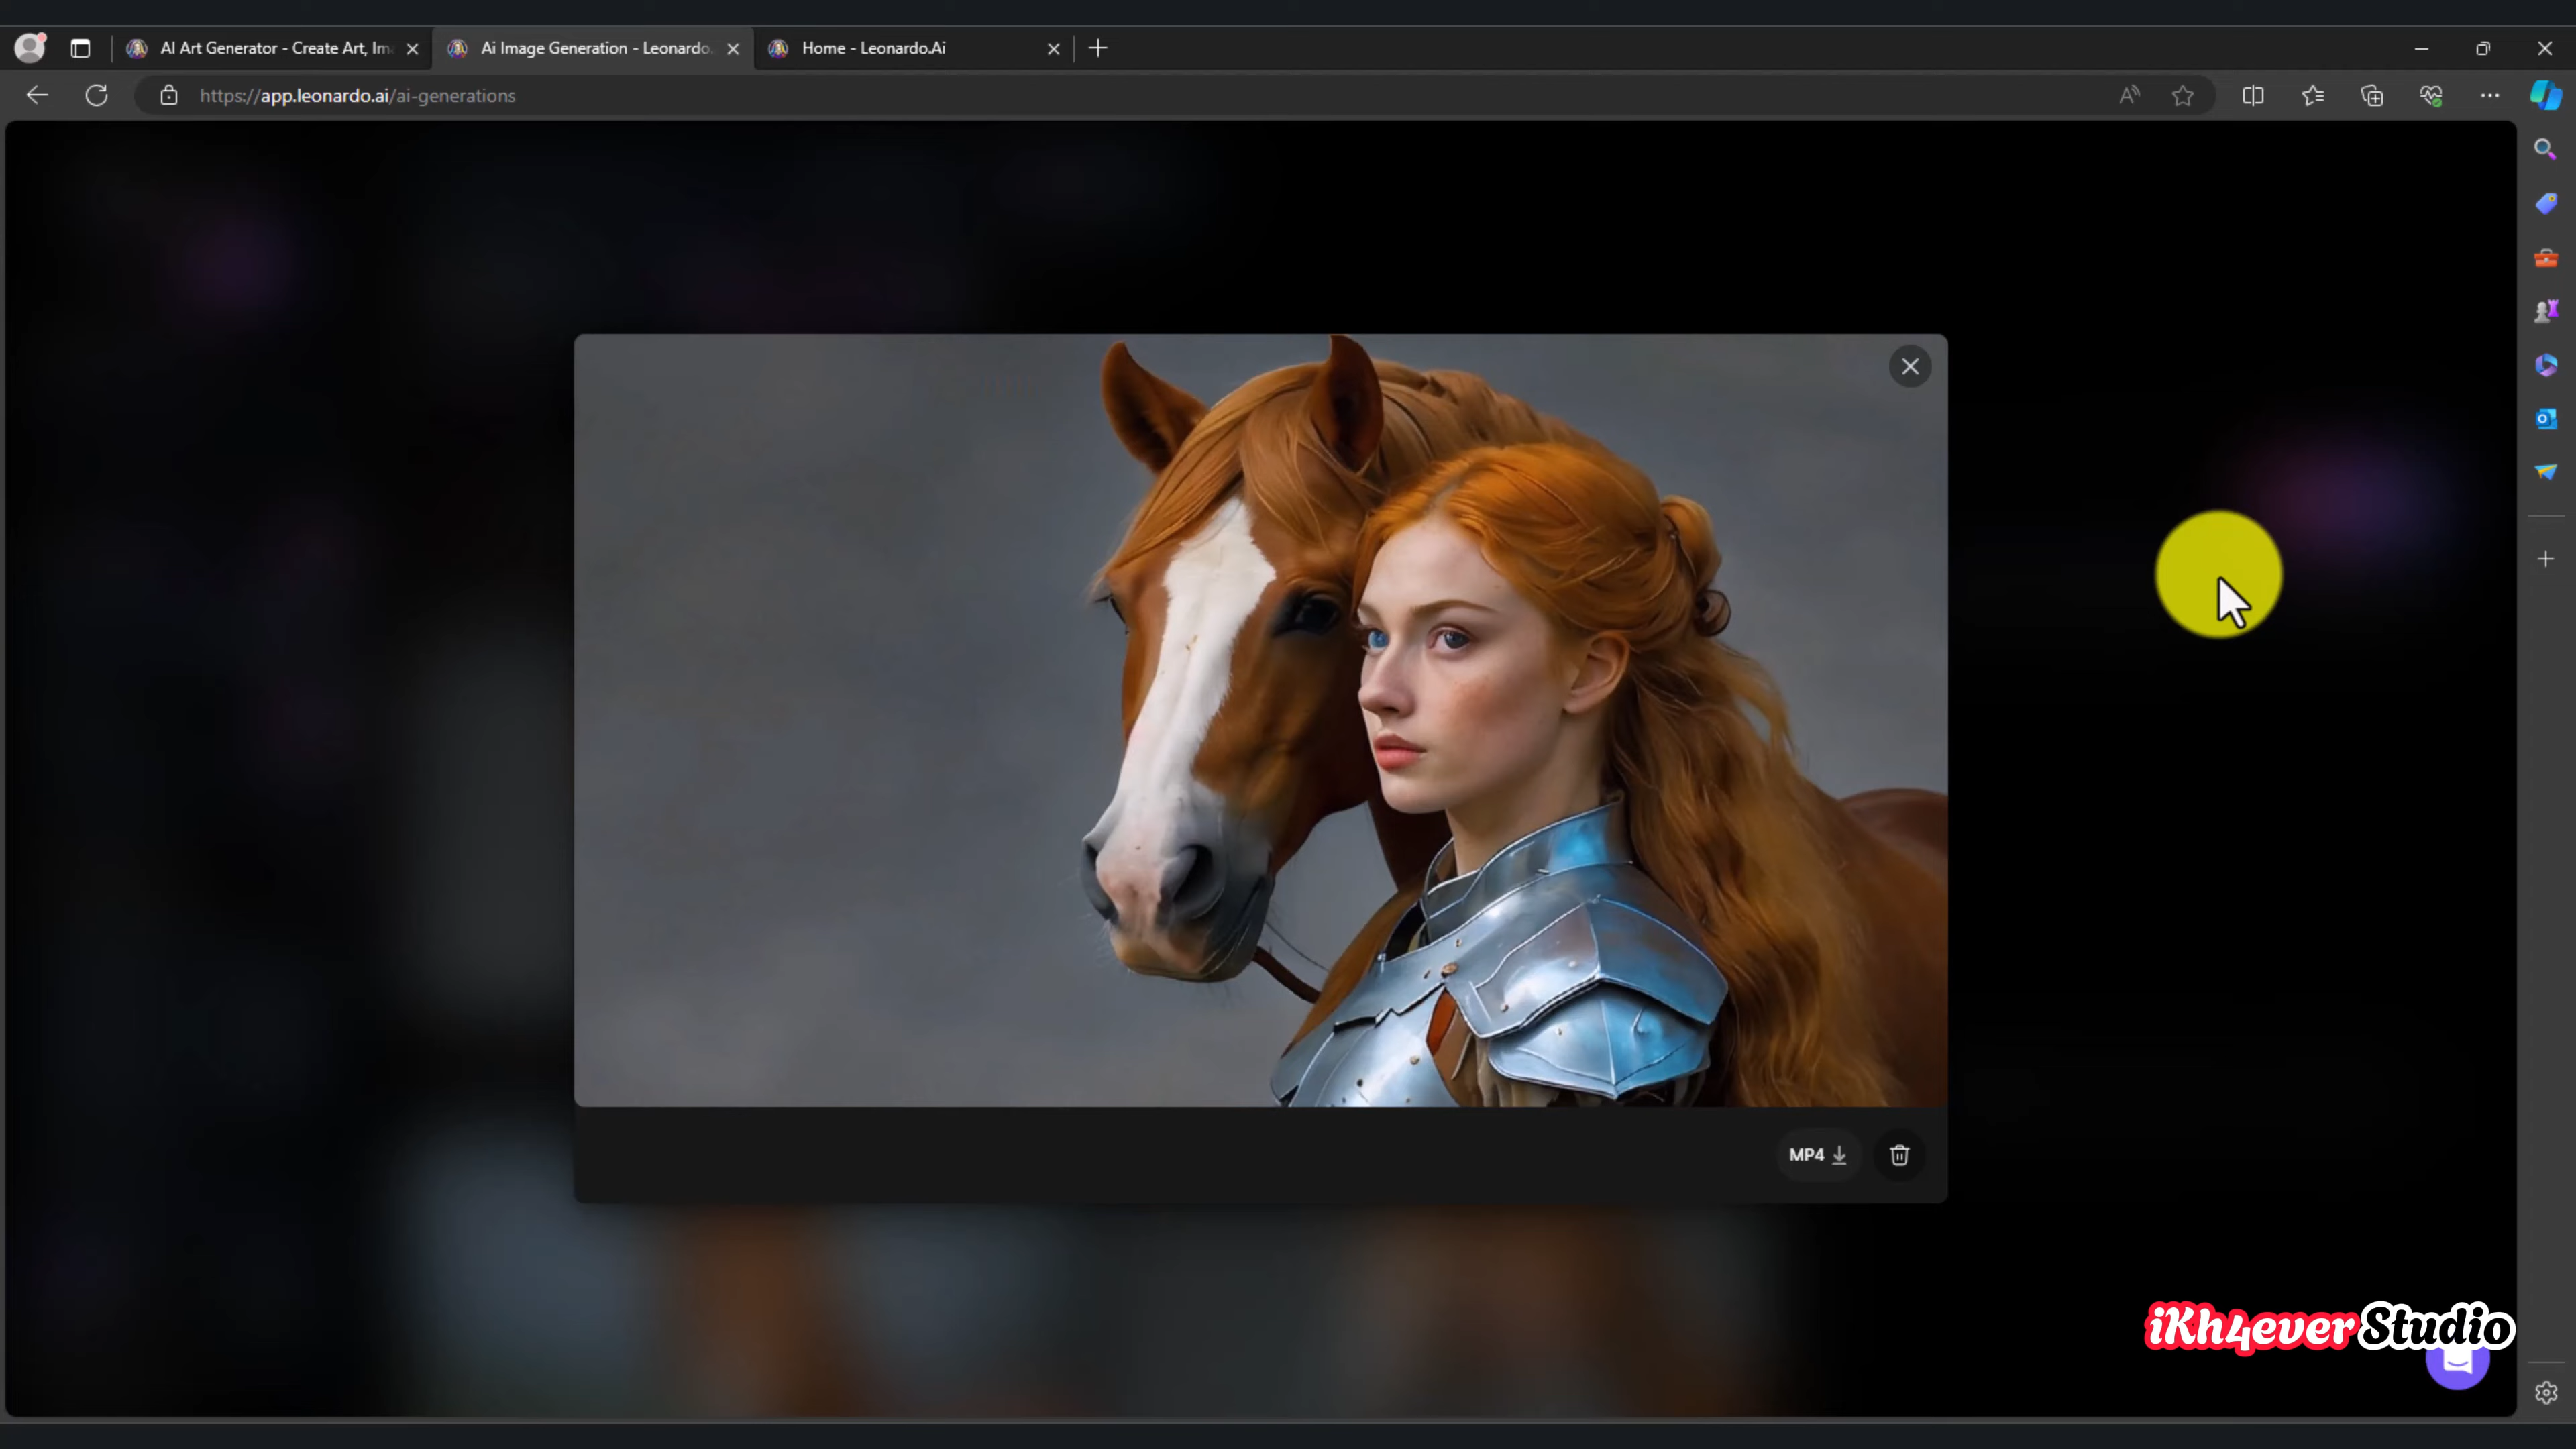 AI Art Generator - Create Art, Im
Ai Image Generation - Leonardo.
Home - Leonardo.Ai
https://app.leonardo.ai/ai-generations
MP4
iKh4ever Studio